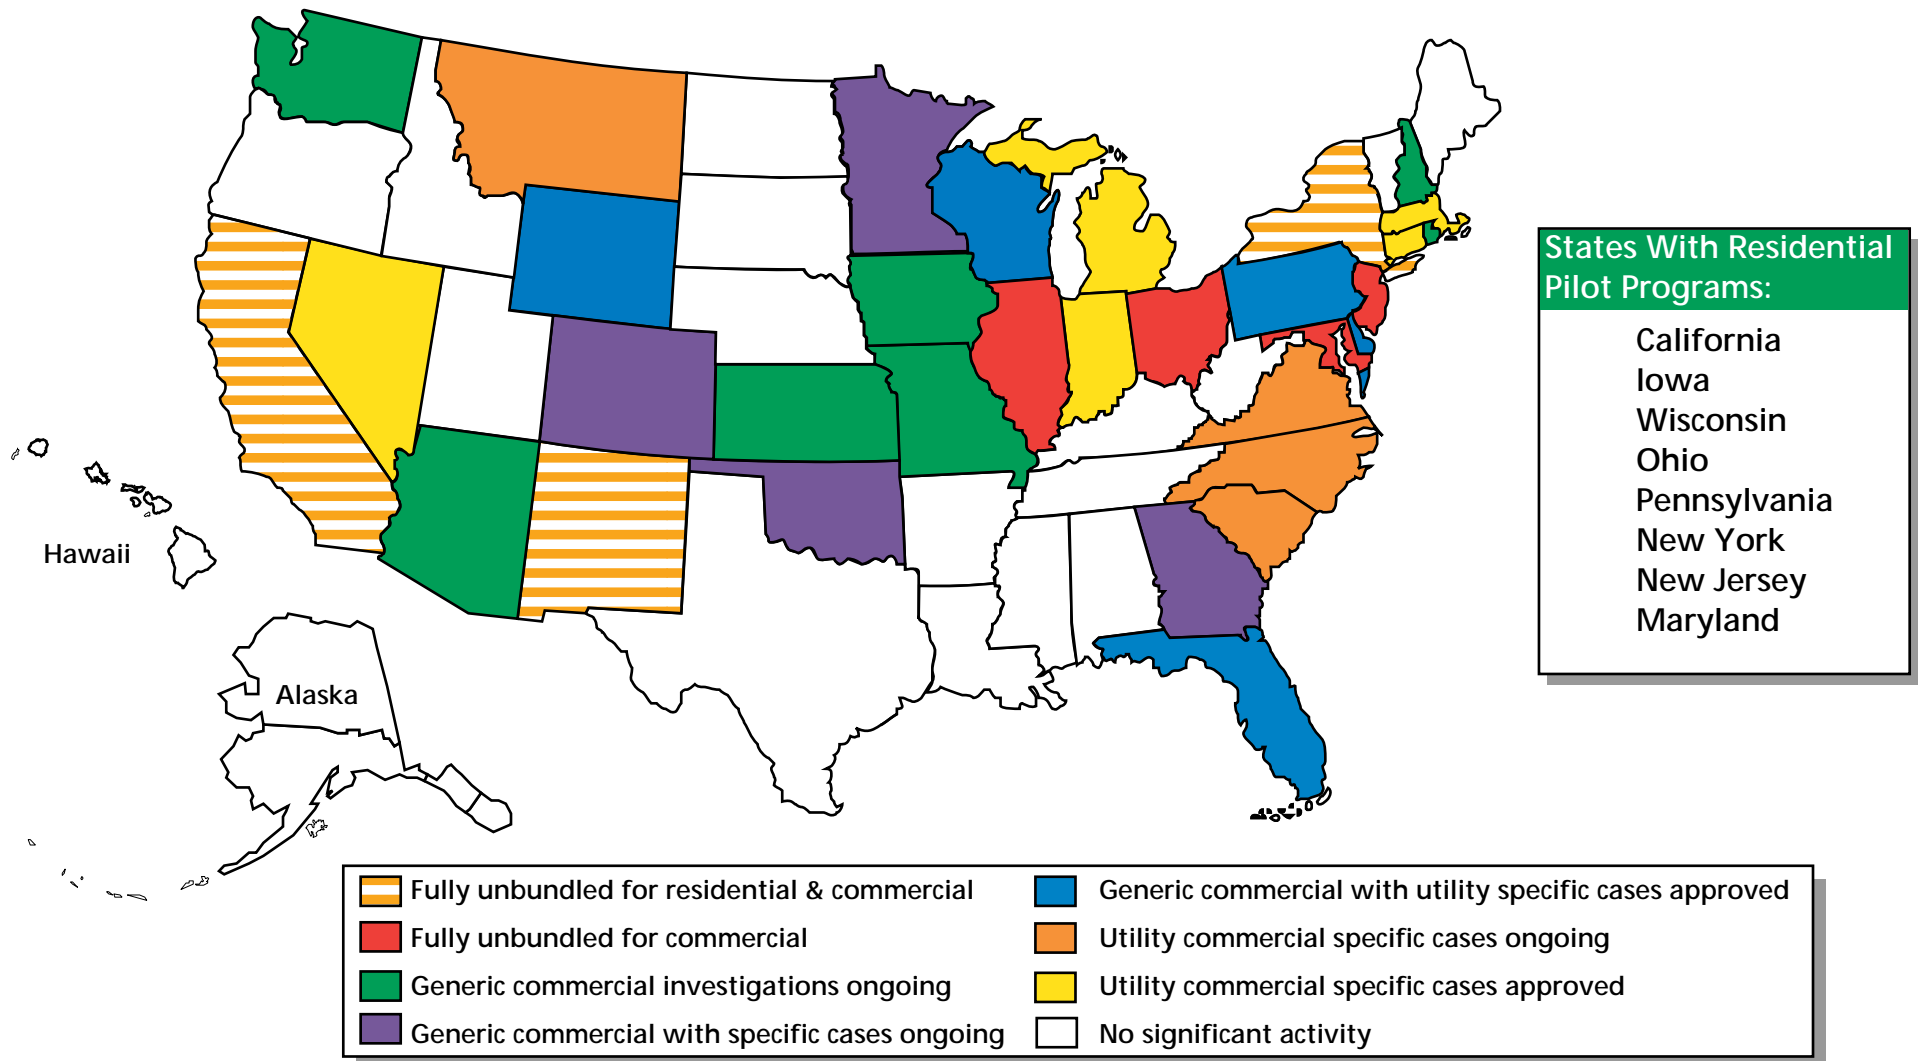 States With Residential
Pilot Programs:
California
Iowa
Wisconsin
Ohio
Pennsylvania
New York
New Jersey
Maryland
Hawaii
Alaska
Fully unbundled for residential & commercial
Fully unbundled for commercial
Generic commercial investigations ongoing
Generic commercial with specific cases ongoing
Generic commercial with utility specific cases approved
Utility commercial specific cases ongoing
Utility commercial specific cases approved
No significant activity